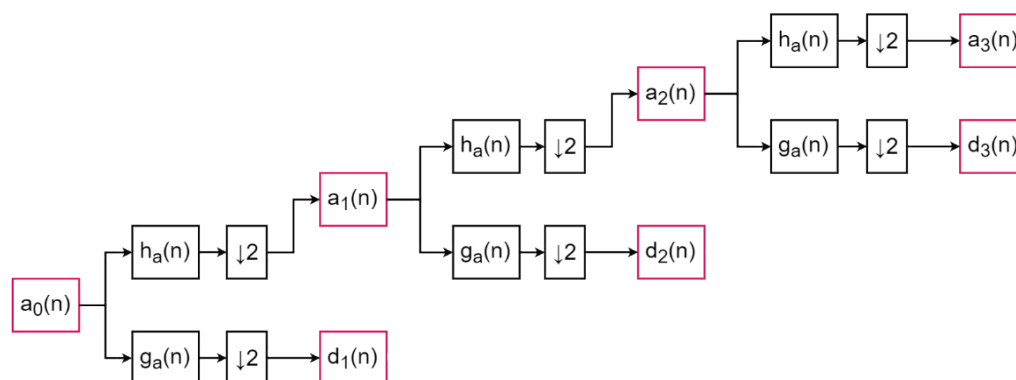 hₐ(n) ↓2 a₃(n)
a₂(n)
hₐ(n) ↓2
gₐ(n) ↓2 d₃(n)
a₁(n)
hₐ(n) ↓2
gₐ(n) ↓2 d₂(n)
a₀(n)
gₐ(n) ↓2 d₁(n)